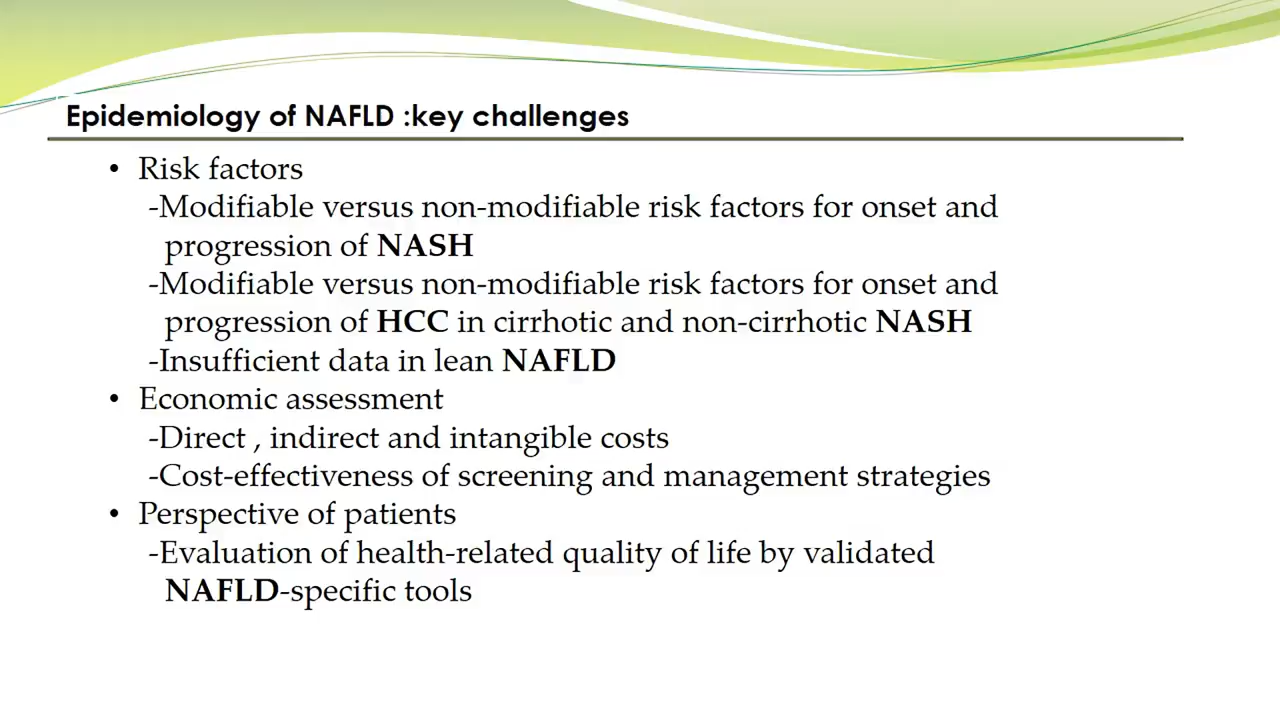 Epidemiology of NAFLD :key challenges
• Risk factors
-Modifiable versus non-modifiable risk factors for onset and
progression of NASH
-Modifiable versus non-modifiable risk factors for onset and
progression of HCC in cirrhotic and non-cirrhotic NASH
-Insufficient data in lean NAFLD
• Economic assessment
-Direct , indirect and intangible costs
-Cost-effectiveness of screening and management strategies
• Perspective of patients
-Evaluation of health-related quality of life by validated
NAFLD-specific tools